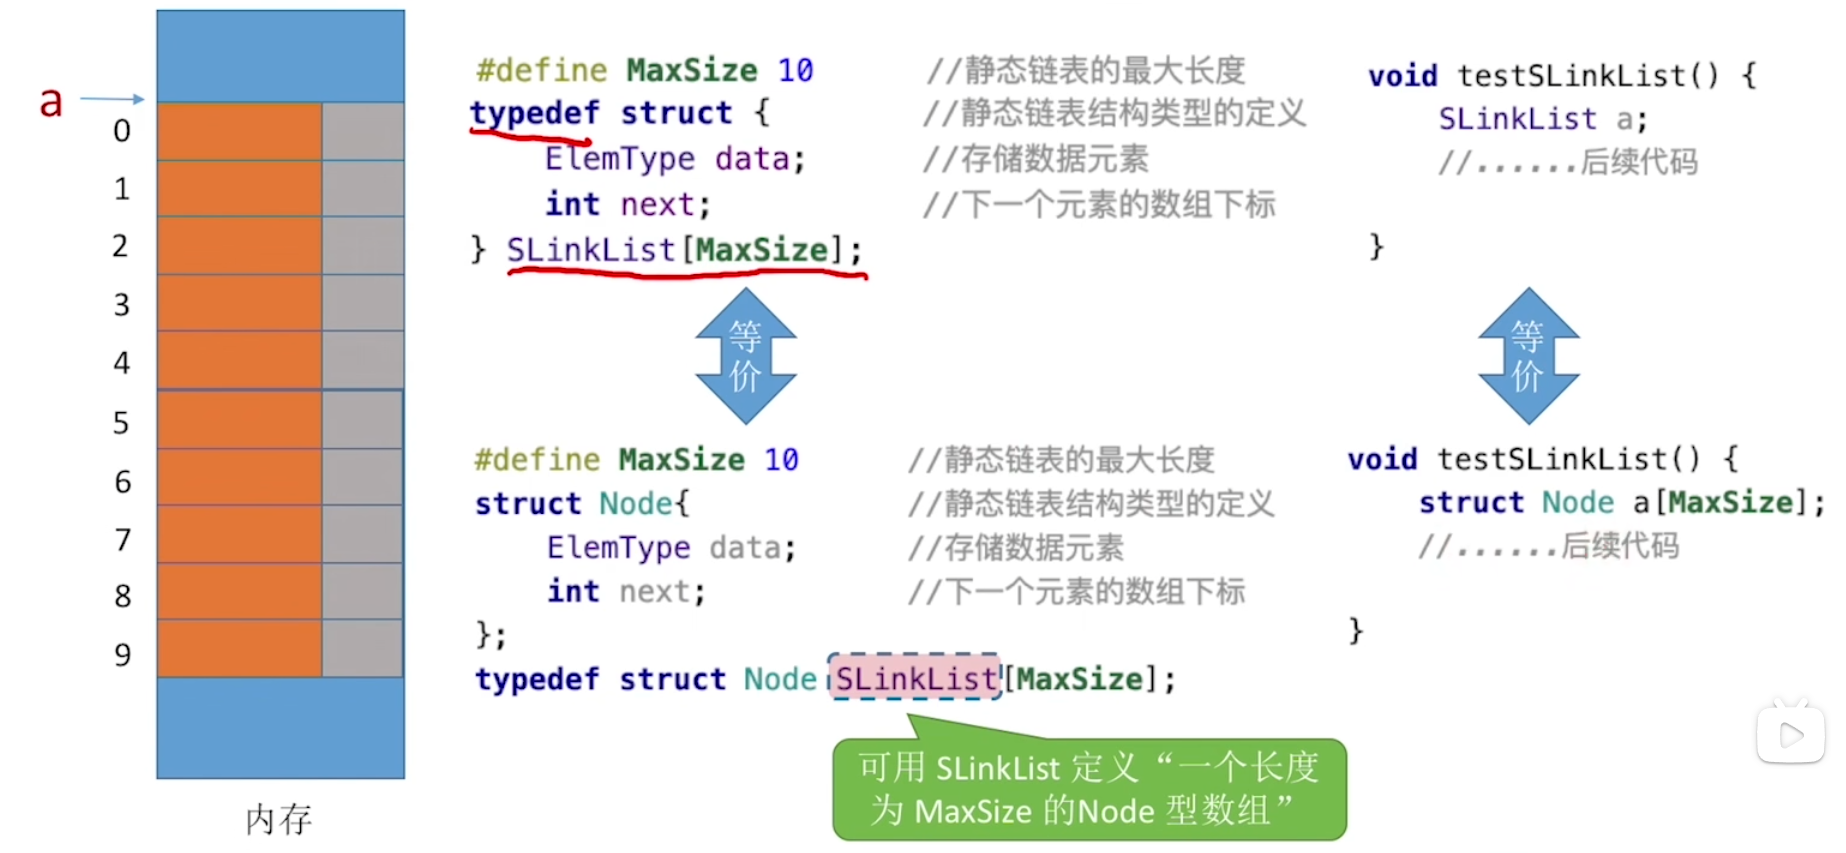 a
0
1
2
3
4
5
6
7
8
9
内存
#define MaxSize 10 //静态链表的最大长度
typedef struct { //静态链表结构类型的定义
ElemType data; //存储数据元素
int next; //下一个元素的数组下标
} SLinkList[MaxSize];
void testSLinkList() {
SLinkList a;
//......后续代码
}
等
价
等
价
#define MaxSize 10 //静态链表的最大长度
struct Node{ //静态链表结构类型的定义
ElemType data; //存储数据元素
int next; //下一个元素的数组下标
};
typedef struct Node SLinkList[MaxSize];
void testSLinkList() {
struct Node a[MaxSize];
//......后续代码
}
可用 SLinkList 定义“一个长度
为 MaxSize 的Node 型数组”